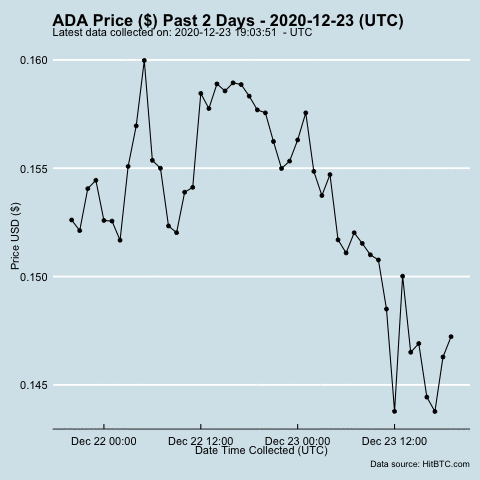 ADA Price ($) Past 2 Days - 2020-12-23 (UTC)
Latest data collected on: 2020-12-23 19:03:51 - UTC
0.160
0.155
0.150
0.145
Price USD ($)
Dec 22 00:00 Dec 22 12:00 Dec 23 00:00 Dec 23 12:00
Date Time Collected (UTC)
Data source: HitBTC.com